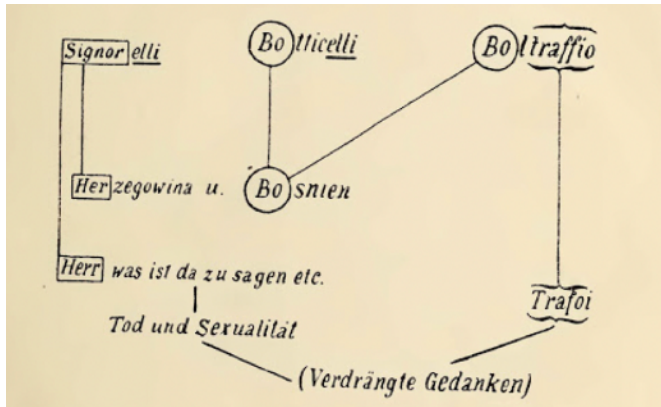 Signorelli Botticelli Boltraffio
Herzegowina u. Bosnien
Herr was ist da zu sagen etc.
Trafoi
Tod und Sexualität
(Verdrängte Gedanken)